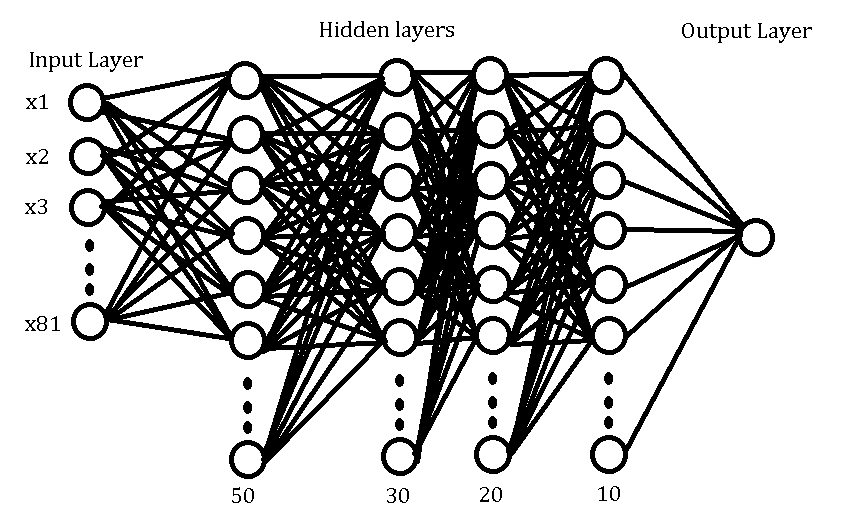 Hidden layers
Output Layer
Input Layer
x1
x2
x3
x81
50
30
20
10